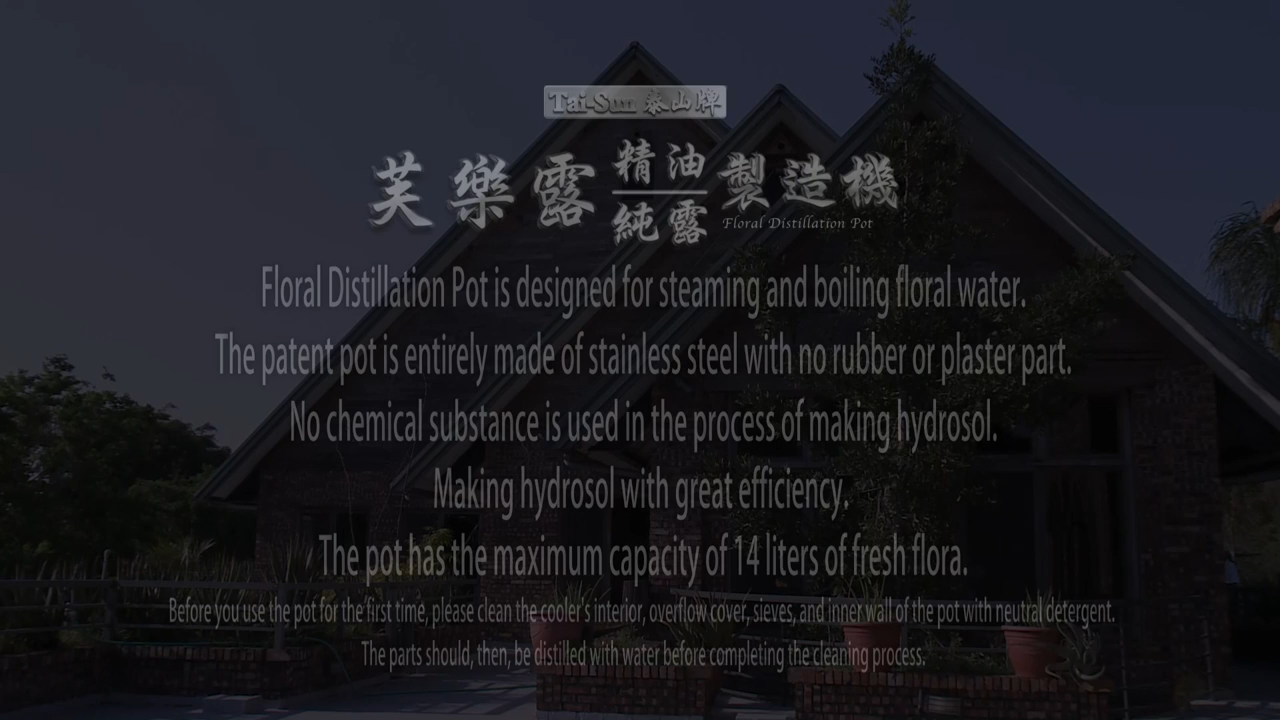 Tai-Sun 泰山牌
芙樂露精油純露製造機
Floral Distillation Pot
Floral Distillation Pot is designed for steaming and boiling floral water.
The patent pot is entirely made of stainless steel with no rubber or plaster part.
No chemical substance is used in the process of making hydrosol.
Making hydrosol with great efficiency.
The pot has the maximum capacity of 14 liters of fresh flora.
Before you use the pot for the first time, please clean the cooler's interior, overflow cover, sieves, and inner wall of the pot with neutral detergent.
The parts should, then, be distilled with water before completing the cleaning process.